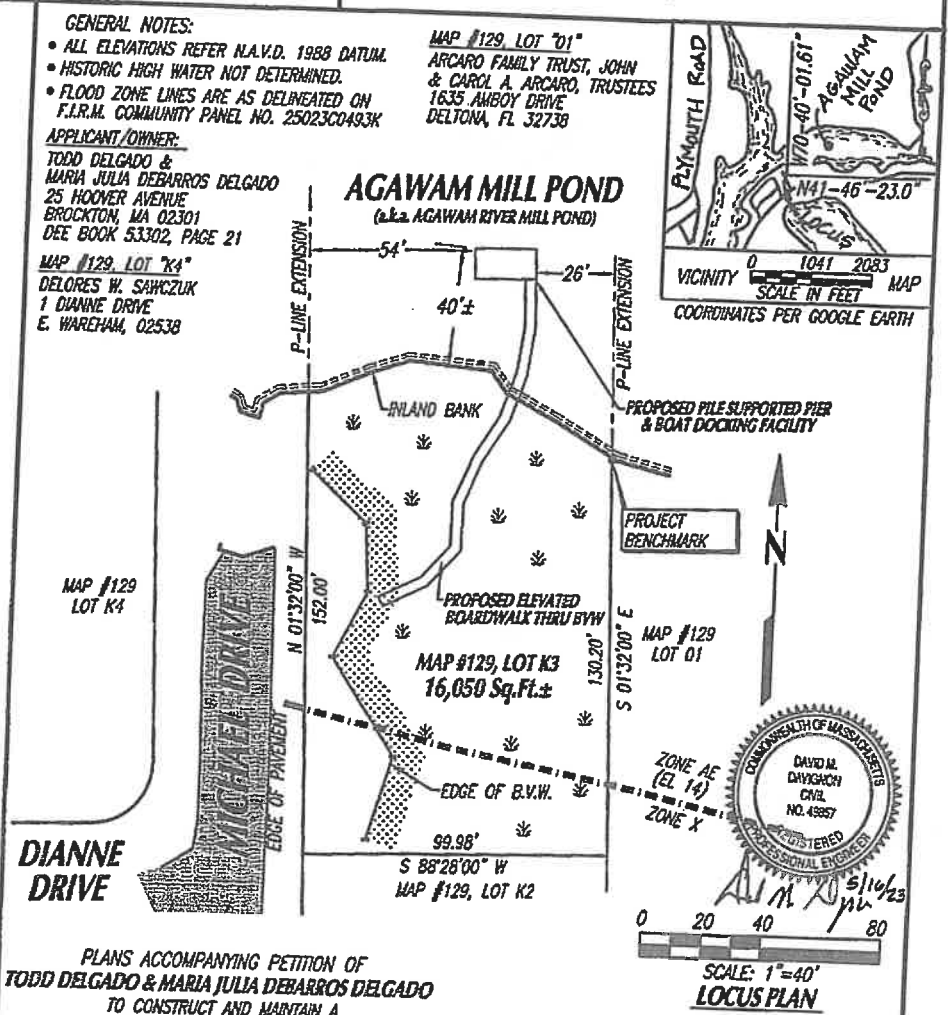 GENERAL NOTES:
• ALL ELEVATIONS REFER N.A.V.D. 1988 DATUM.
• HISTORIC HIGH WATER NOT DETERMINED.
• FLOOD ZONE LINES ARE AS DELINEATED ON
F.I.R.M. COMMUNITY PANEL NO. 25023C0493K
APPLICANT/OWNER:
TODD DELGADO &
MARIA JULIA DEBARROS DELGADO
25 HOOVER AVENUE
BROCKTON, MA 02301
DEE BOOK 53302, PAGE 21
MAP #129, LOT "K4"
DELORES W. SAWCZUK
1 DIANNE DRIVE
E. WAREHAM, 02538
MAP #129, LOT "01"
ARCARO FAMILY TRUST, JOHN
& CAROL A. ARCARO, TRUSTEES
1635 AMBOY DRIVE
DELTONA, FL 32738
PLYMOUTH ROAD
W70-40'-01.61"
AGAWAM
MILL
POND
N41-46'-23.0"
LOCUS
0 1041 2083
VICINITY MAP
SCALE IN FEET
COORDINATES PER GOOGLE EARTH
AGAWAM MILL POND
(aka AGAWAM RIVER MILL POND)
P-LINE EXTENSION
54'
26'
40'±
P-LINE EXTENSION
INLAND BANK
PROPOSED PILE SUPPORTED PIER
& BOAT DOCKING FACILITY
PROJECT
BENCHMARK
N
MAP #129
LOT K4
MICHAEL DRIVE
EDGE OF PAVEMENT
N 01°32'00" W
152.00'
PROPOSED ELEVATED
BOARDWALK THRU BVW
MAP #129, LOT K3
16,050 Sq.Ft.±
130.20'
S 01°32'00" E
MAP #129
LOT 01
ZONE AE
(EL 14)
ZONE X
EDGE OF B.V.W.
99.98'
S 88°28'00" W
MAP #129, LOT K2
DIANNE
DRIVE
COMMONWEALTH OF MASSACHUSETTS
DAVID M.
DAVIGNON
CIVIL
NO. 49857
REGISTERED
PROFESSIONAL ENGINEER
5/16/23
0 20 40 80
SCALE: 1"=40'
LOCUS PLAN
PLANS ACCOMPANYING PETITION OF
TODD DELGADO & MARIA JULIA DEBARROS DELGADO
TO CONSTRUCT AND MAINTAIN A